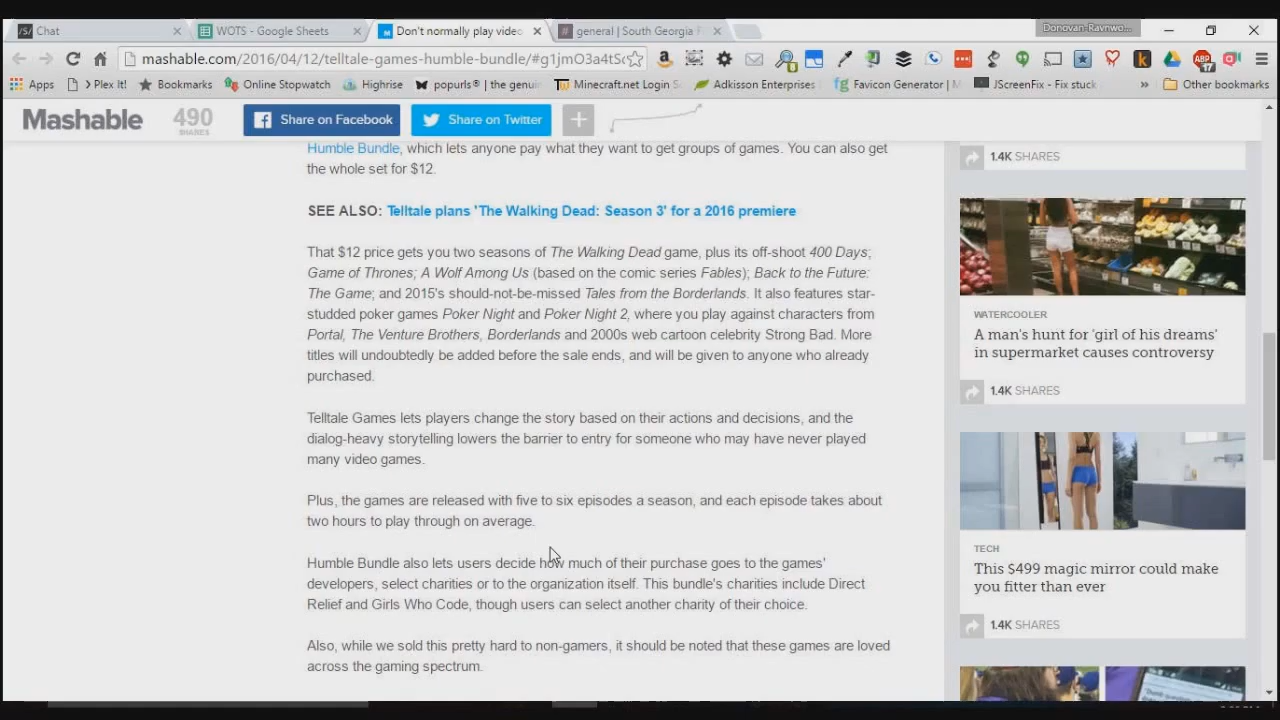 Chat
WOTS - Google Sheets
Don't normally play video
general | South Georgia
Donovan-Ravnwo...
mashable.com/2016/04/12/telltale-games-humble-bundle/#g1jmO3a4tS
Apps
> Plex It!
Bookmarks
Online Stopwatch
Highrise
popurls® | the genui
Minecraft.net Login S
Adkisson Enterprises
Favicon Generator |
JScreenFix - Fix stuck
»
Other bookmarks
Mashable
490
SHARES
Share on Facebook
Share on Twitter
Humble Bundle, which lets anyone pay what they want to get groups of games. You can also get
the whole set for $12.
SEE ALSO: Telltale plans 'The Walking Dead: Season 3' for a 2016 premiere
That $12 price gets you two seasons of The Walking Dead game, plus its off-shoot 400 Days;
Game of Thrones; A Wolf Among Us (based on the comic series Fables); Back to the Future:
The Game; and 2015's should-not-be-missed Tales from the Borderlands. It also features star-
studded poker games Poker Night and Poker Night 2, where you play against characters from
Portal, The Venture Brothers, Borderlands and 2000s web cartoon celebrity Strong Bad. More
titles will undoubtedly be added before the sale ends, and will be given to anyone who already
purchased.
Telltale Games lets players change the story based on their actions and decisions, and the
dialog-heavy storytelling lowers the barrier to entry for someone who may have never played
many video games.
Plus, the games are released with five to six episodes a season, and each episode takes about
two hours to play through on average.
Humble Bundle also lets users decide how much of their purchase goes to the games'
developers, select charities or to the organization itself. This bundle's charities include Direct
Relief and Girls Who Code, though users can select another charity of their choice.
Also, while we sold this pretty hard to non-gamers, it should be noted that these games are loved
across the gaming spectrum.
1.4K SHARES
WATERCOOLER
A man's hunt for 'girl of his dreams'
in supermarket causes controversy
1.4K SHARES
TECH
This $499 magic mirror could make
you fitter than ever
1.4K SHARES